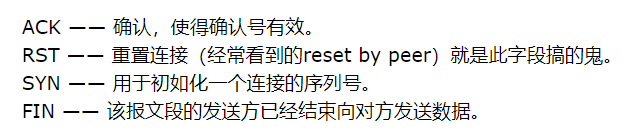 ACK —— 确认，使得确认号有效。
RST —— 重置连接（经常看到的reset by peer）就是此字段搞的鬼。
SYN —— 用于初如化一个连接的序列号。
FIN —— 该报文段的发送方已经结束向对方发送数据。